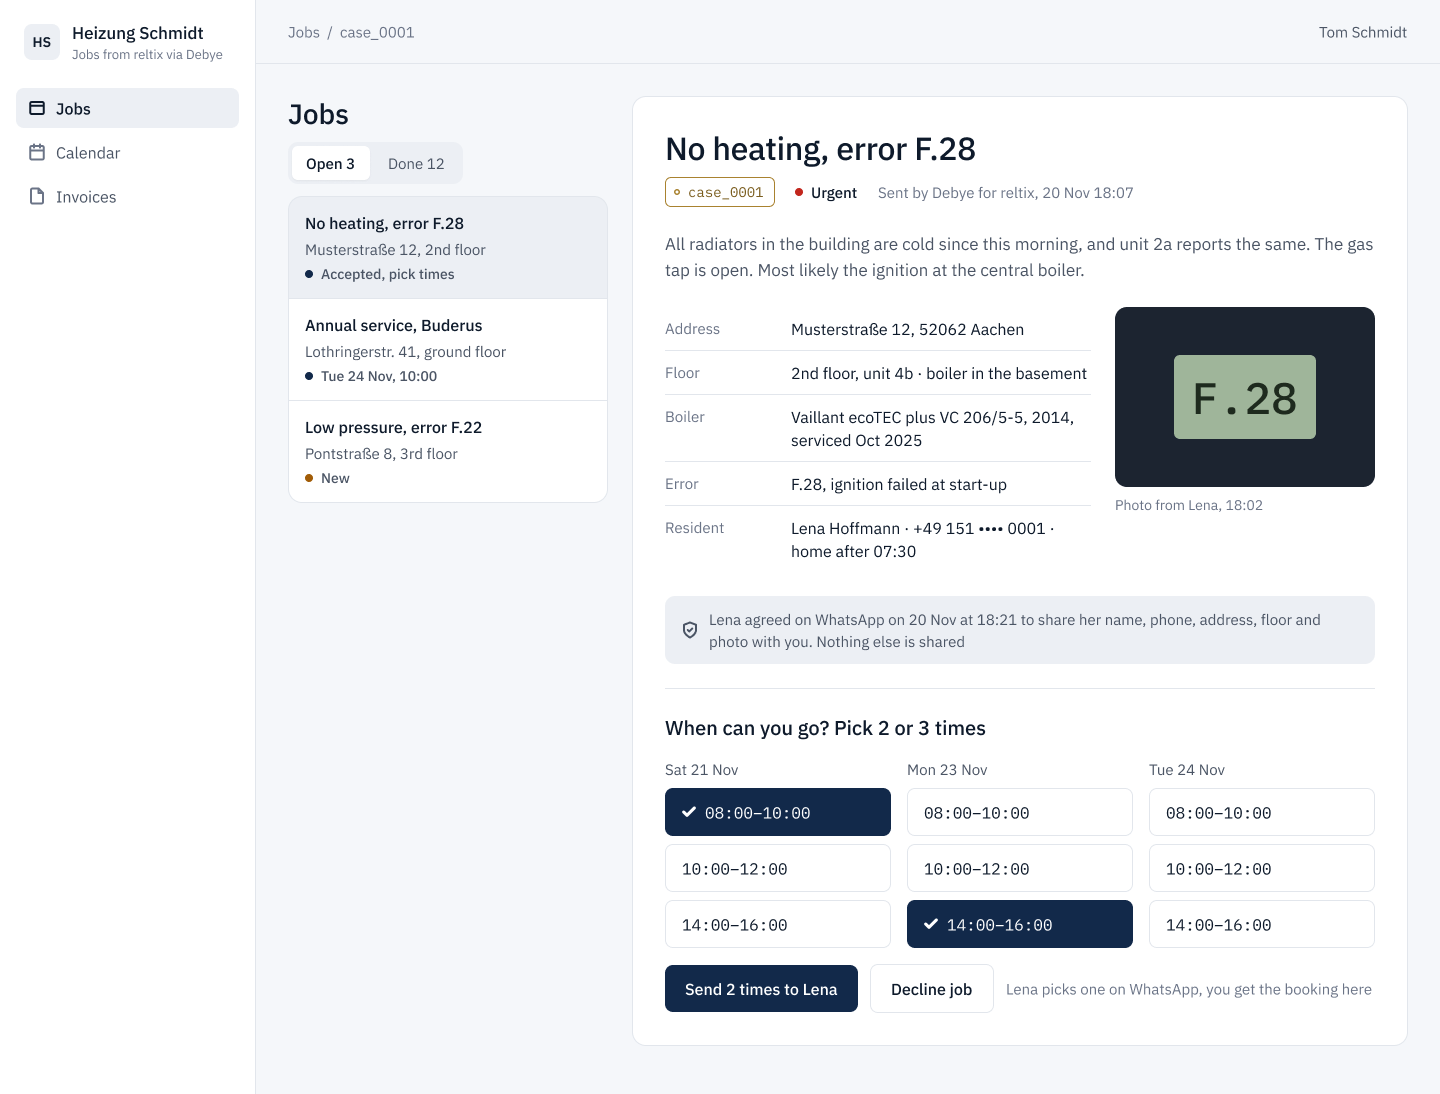 HS
Heizung Schmidt
Jobs from reltix via Debye
Jobs
Calendar
Invoices
Jobs / case_0001
Tom Schmidt
Jobs
Open 3
Done 12
No heating, error F.28
Musterstraße 12, 2nd floor
Accepted, pick times
Annual service, Buderus
Lothringerstr. 41, ground floor
Tue 24 Nov, 10:00
Low pressure, error F.22
Pontstraße 8, 3rd floor
New
No heating, error F.28
case_0001
Urgent
Sent by Debye for reltix, 20 Nov 18:07
All radiators in the building are cold since this morning, and unit 2a reports the same. The gas
tap is open. Most likely the ignition at the central boiler.
Address
Musterstraße 12, 52062 Aachen
Floor
2nd floor, unit 4b · boiler in the basement
Boiler
Vaillant ecoTEC plus VC 206/5-5, 2014,
serviced Oct 2025
Error
F.28, ignition failed at start-up
Resident
Lena Hoffmann · +49 151 •••• 0001 ·
home after 07:30
F.28
Photo from Lena, 18:02
Lena agreed on WhatsApp on 20 Nov at 18:21 to share her name, phone, address, floor and
photo with you. Nothing else is shared
When can you go? Pick 2 or 3 times
Sat 21 Nov
08:00–10:00
10:00–12:00
14:00–16:00
Mon 23 Nov
08:00–10:00
10:00–12:00
14:00–16:00
Tue 24 Nov
08:00–10:00
10:00–12:00
14:00–16:00
Send 2 times to Lena
Decline job
Lena picks one on WhatsApp, you get the booking here